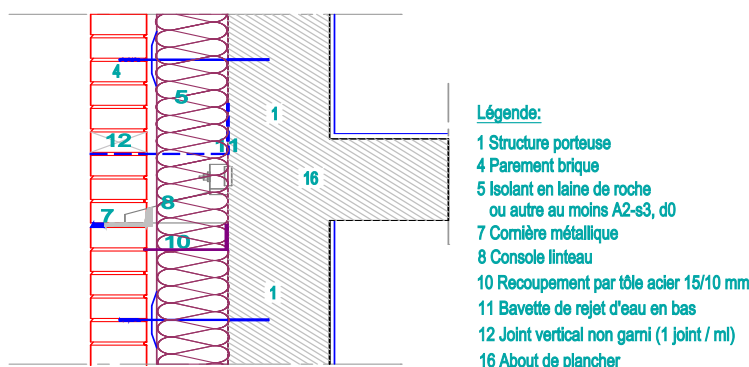 4
5
1
12
11
16
8
7
10
1
Légende:
1 Structure porteuse
4 Parement brique
5 Isolant en laine de roche
ou autre au moins A2-s3, d0
7 Cornière métallique
8 Console linteau
10 Recoupement par tôle acier 15/10 mm
11 Bavette de rejet d'eau en bas
12 Joint vertical non garni (1 joint / ml)
16 About de plancher